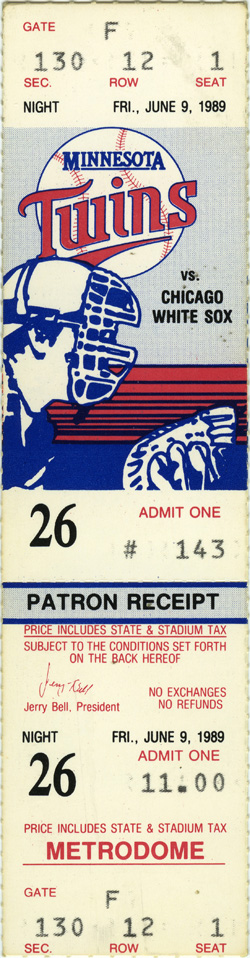 GATE F
130 12 1
SEC. ROW SEAT
NIGHT FRI., JUNE 9, 1989
MINNESOTA
Twins
VS.
CHICAGO
WHITE SOX
26 ADMIT ONE
# 143
PATRON RECEIPT
PRICE INCLUDES STATE & STADIUM TAX
SUBJECT TO THE CONDITIONS SET FORTH
ON THE BACK HEREOF
Jerry Bell
Jerry Bell, President
NO EXCHANGES
NO REFUNDS
NIGHT FRI., JUNE 9, 1989
26 ADMIT ONE
11.00
PRICE INCLUDES STATE & STADIUM TAX
METRODOME
GATE F
130 12 1
SEC. ROW SEAT